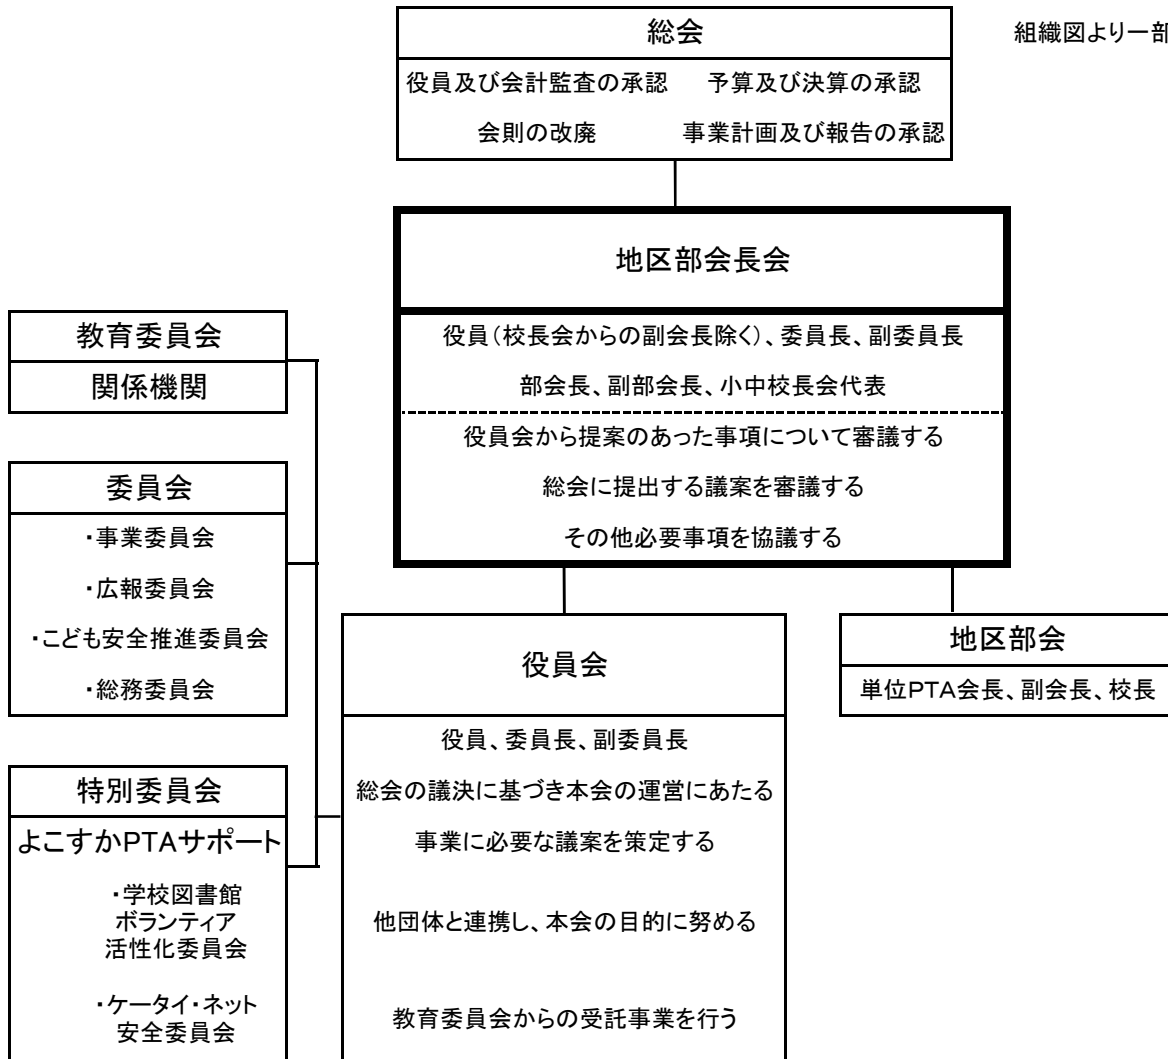 総会
組織図より一部
役員及び会計監査の承認 予算及び決算の承認
会則の改廃 事業計画及び報告の承認
地区部会長会
役員(校長会からの副会長除く)、委員長、副委員長
部会長、副部会長、小中校長会代表
役員会から提案のあった事項について審議する
総会に提出する議案を審議する
その他必要事項を協議する
教育委員会
関係機関
委員会
・事業委員会
・広報委員会
・こども安全推進委員会
・総務委員会
特別委員会
よこすかPTAサポート
・学校図書館
ボランティア
活性化委員会
・ケータイ・ネット
安全委員会
役員会
役員、委員長、副委員長
総会の議決に基づき本会の運営にあたる
事業に必要な議案を策定する
他団体と連携し、本会の目的に努める
教育委員会からの受託事業を行う
地区部会
単位PTA会長、副会長、校長